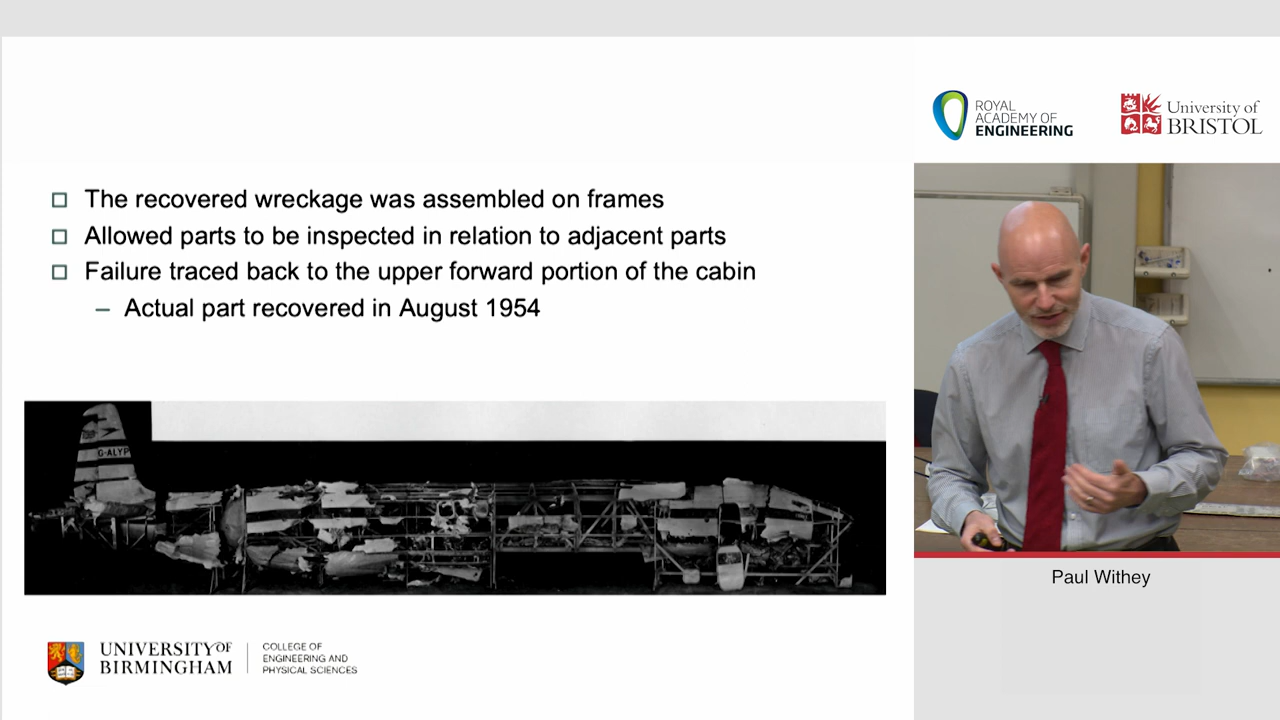 ROYAL
ACADEMY OF
ENGINEERING
University of
BRISTOL
The recovered wreckage was assembled on frames
Allowed parts to be inspected in relation to adjacent parts
Failure traced back to the upper forward portion of the cabin
– Actual part recovered in August 1954
G-ALYP
Paul Withey
UNIVERSITY OF
BIRMINGHAM
COLLEGE OF
ENGINEERING AND
PHYSICAL SCIENCES